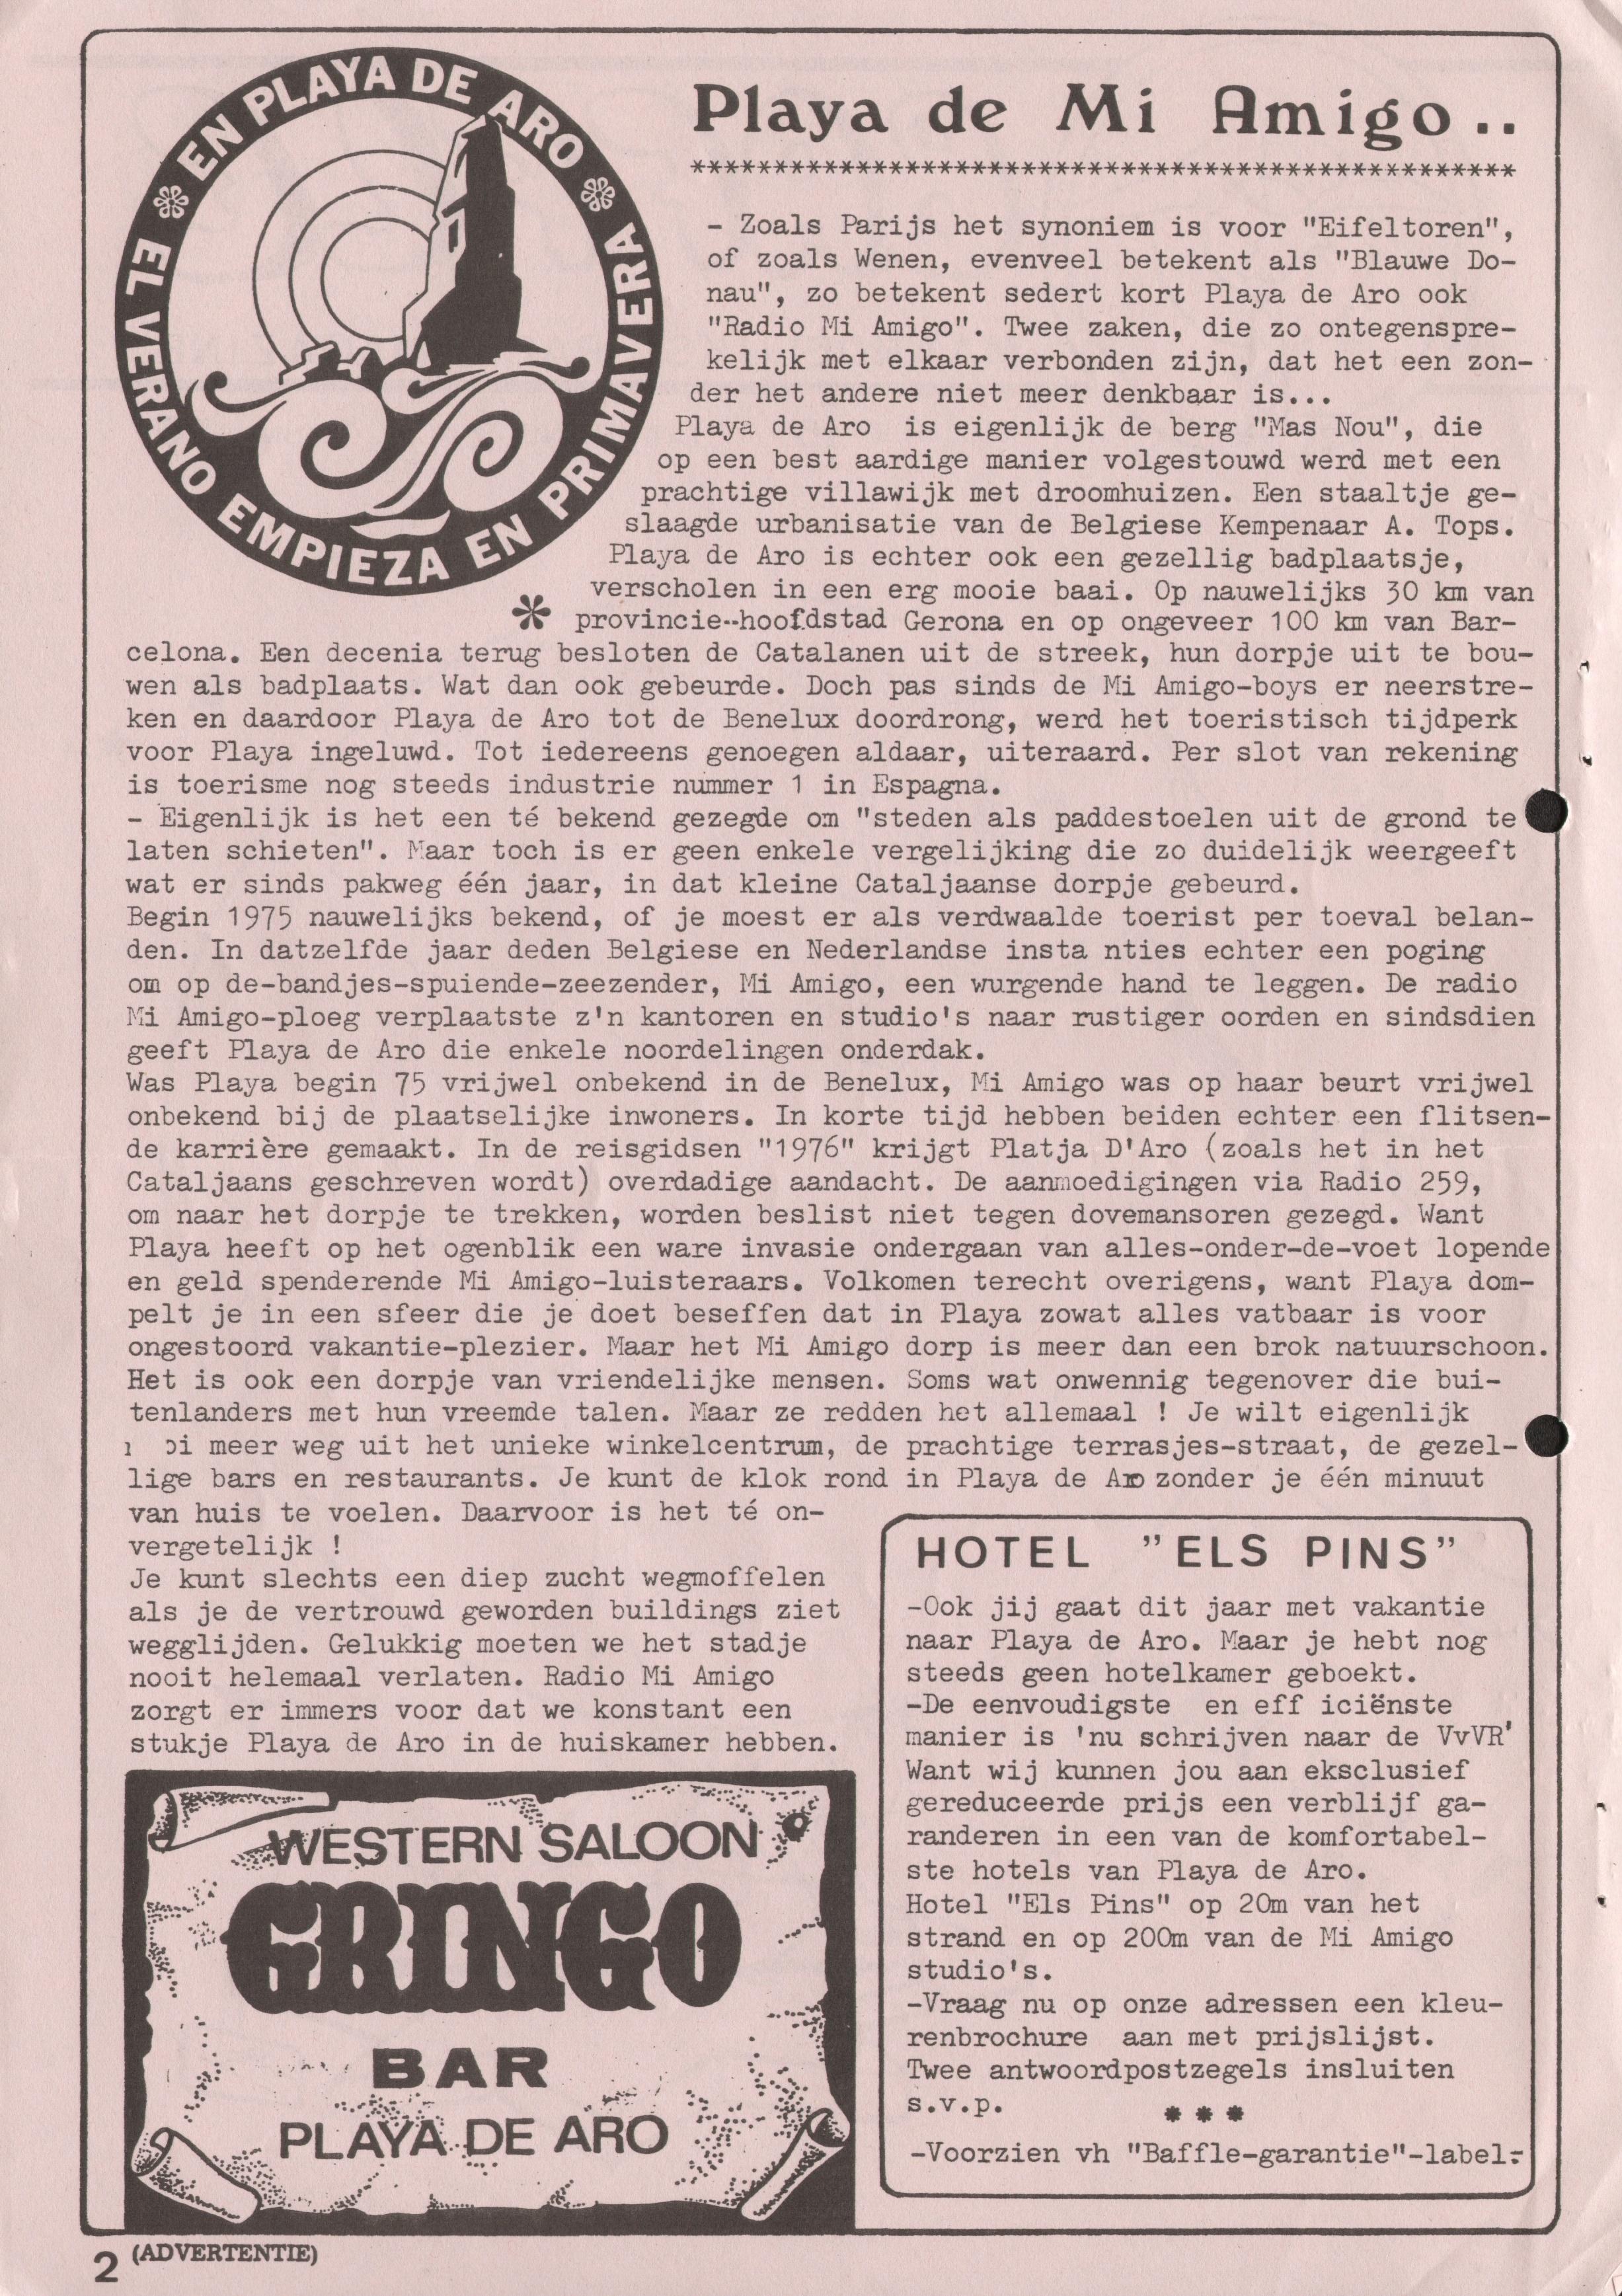 EN PLAYA DE ARO
EL VERANO EMPIEZA EN PRIMAVERA
Playa de Mi Amigo..
**************************************************
- Zoals Parijs het synoniem is voor "Eifeltoren",
of zoals Wenen, evenveel betekent als "Blauwe Do-
nau", zo betekent sedert kort Playa de Aro ook
"Radio Mi Amigo". Twee zaken, die zo ontegenspre-
kelijk met elkaar verbonden zijn, dat het een zon-
der het andere niet meer denkbaar is...
Playa de Aro is eigenlijk de berg "Mas Nou", die
op een best aardige manier volgestouwd werd met een
prachtige villawijk met droomhuizen. Een staaltje ge-
slaagde urbanisatie van de Belgiese Kempenaar A. Tops.
Playa de Aro is echter ook een gezellig badplaatsje,
verscholen in een erg mooie baai. Op nauwelijks 30 km van
* provincie-hoofdstad Gerona en op ongeveer 100 km van Bar-
celona. Een decenia terug besloten de Catalanen uit de streek, hun dorpje uit te bou-
wen als badplaats. Wat dan ook gebeurde. Doch pas sinds de Mi Amigo-boys er neerstre-
ken en daardoor Playa de Aro tot de Benelux doordrong, werd het toeristisch tijdperk
voor Playa ingeluwd. Tot iedereens genoegen aldaar, uiteraard. Per slot van rekening
is toerisme nog steeds industrie nummer 1 in Espagna.
- Eigenlijk is het een té bekend gezegde om "steden als paddestoelen uit de grond te
laten schieten". Maar toch is er geen enkele vergelijking die zo duidelijk weergeeft
wat er sinds pakweg één jaar, in dat kleine Cataljaanse dorpje gebeurd.
Begin 1975 nauwelijks bekend, of je moest er als verdwaalde toerist per toeval belan-
den. In datzelfde jaar deden Belgiese en Nederlandse insta nties echter een poging
om op de-bandjes-spuiende-zeezender, Mi Amigo, een wurgende hand te leggen. De radio
Mi Amigo-ploeg verplaatste z'n kantoren en studio's naar rustiger oorden en sindsdien
geeft Playa de Aro die enkele noordelingen onderdak.
Was Playa begin 75 vrijwel onbekend in de Benelux, Mi Amigo was op haar beurt vrijwel
onbekend bij de plaatselijke inwoners. In korte tijd hebben beiden echter een flitsen-
de karrière gemaakt. In de reisgidsen "1976" krijgt Platja D'Aro (zoals het in het
Cataljaans geschreven wordt) overdadige aandacht. De aanmoedigingen via Radio 259,
om naar het dorpje te trekken, worden beslist niet tegen dovemansoren gezegd. Want
Playa heeft op het ogenblik een ware invasie ondergaan van alles-onder-de-voet lopende
en geld spenderende Mi Amigo-luisteraars. Volkomen terecht overigens, want Playa dom-
pelt je in een sfeer die je doet beseffen dat in Playa zowat alles vatbaar is voor
ongestoord vakantie-plezier. Maar het Mi Amigo dorp is meer dan een brok natuurschoon.
Het is ook een dorpje van vriendelijke mensen. Soms wat onwennig tegenover die bui-
tenlanders met hun vreemde talen. Maar ze redden het allemaal ! Je wilt eigenlijk
meer weg uit het unieke winkelcentrum, de prachtige terrasjes-straat, de gezel-
lige bars en restaurants. Je kunt de klok rond in Playa de Aro zonder je één minuut
van huis te voelen. Daarvoor is het té on-
vergetelijk !
Je kunt slechts een diep zucht wegmoffelen
als je de vertrouwd geworden buildings ziet
wegglijden. Gelukkig moeten we het stadje
nooit helemaal verlaten. Radio Mi Amigo
zorgt er immers voor dat we konstant een
stukje Playa de Aro in de huiskamer hebben.
HOTEL "ELS PINS"
-Ook jij gaat dit jaar met vakantie
naar Playa de Aro. Maar je hebt nog
steeds geen hotelkamer geboekt.
-De eenvoudigste en eff iciënste
manier is 'nu schrijven naar de VvVR'
Want wij kunnen jou aan eksclusief
gereduceerde prijs een verblijf ga-
randeren in een van de komfortabel-
ste hotels van Playa de Aro.
Hotel "Els Pins" op 20m van het
strand en op 200m van de Mi Amigo
studio's.
-Vraag nu op onze adressen een kleu-
renbrochure aan met prijslijst.
Twee antwoordpostzegels insluiten
s.v.p.
* * *
-Voorzien vh "Baffle-garantie"-label-
WESTERN SALOON
GRINGO
BAR
PLAYA DE ARO
2 (ADVERTENTIE)